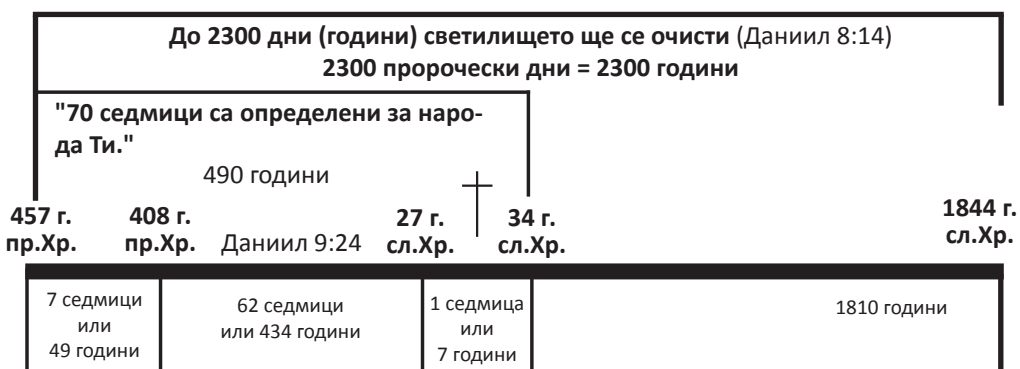 До 2300 дни (години) светилището ще се очисти (Даниил 8:14)
2300 пророчески дни = 2300 години
"70 седмици са определени за наро-
да Ти."
490 години
457 г.
пр.Хр.
408 г.
пр.Хр.
Даниил 9:24
27 г.
сл.Хр.
34 г.
сл.Хр.
1844 г.
сл.Хр.
7 седмици
или
49 години
62 седмици
или 434 години
1 седмица
или
7 години
1810 години